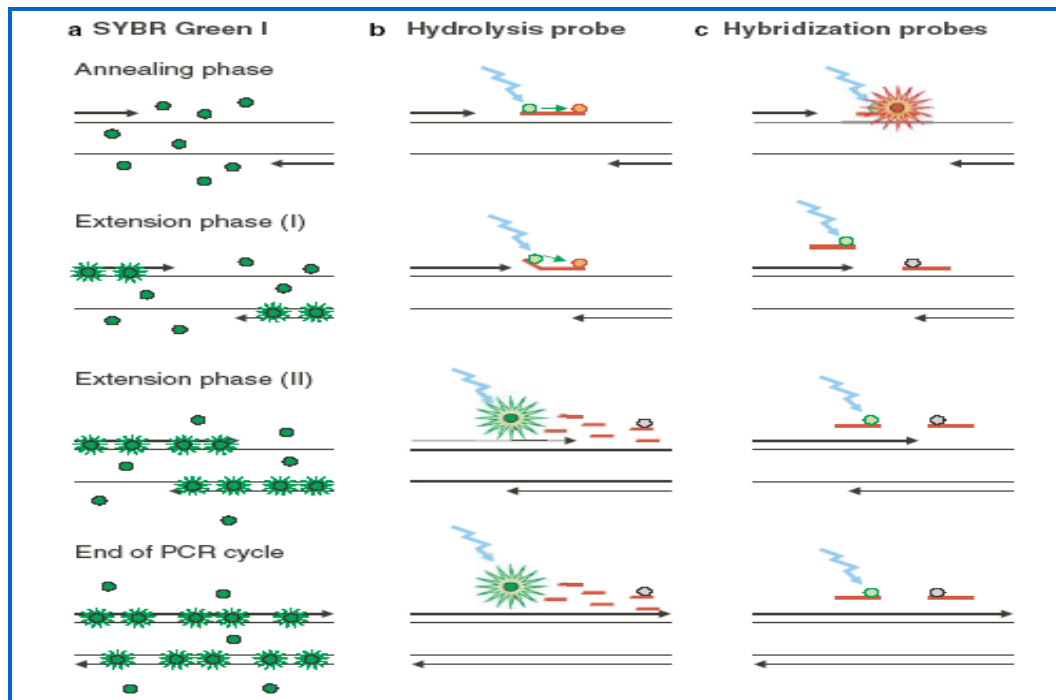 a SYBR Green I b Hydrolysis probe c Hybridization probes
Annealing phase
Extension phase (I)
Extension phase (II)
End of PCR cycle